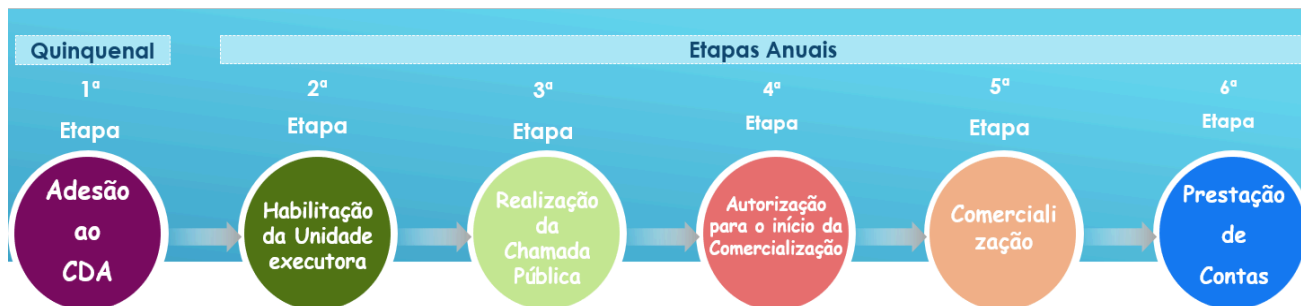 Quinquenal
Etapas Anuais
1ª
Etapa
2ª
Etapa
3ª
Etapa
4ª
Etapa
5ª
Etapa
6ª
Etapa
Adesão
ao
CDA
Habilitação
da Unidade
executora
Realização
da
Chamada
Pública
Autorização
para o início da
Comercialização
Comerciali
zação
Prestação
de
Contas